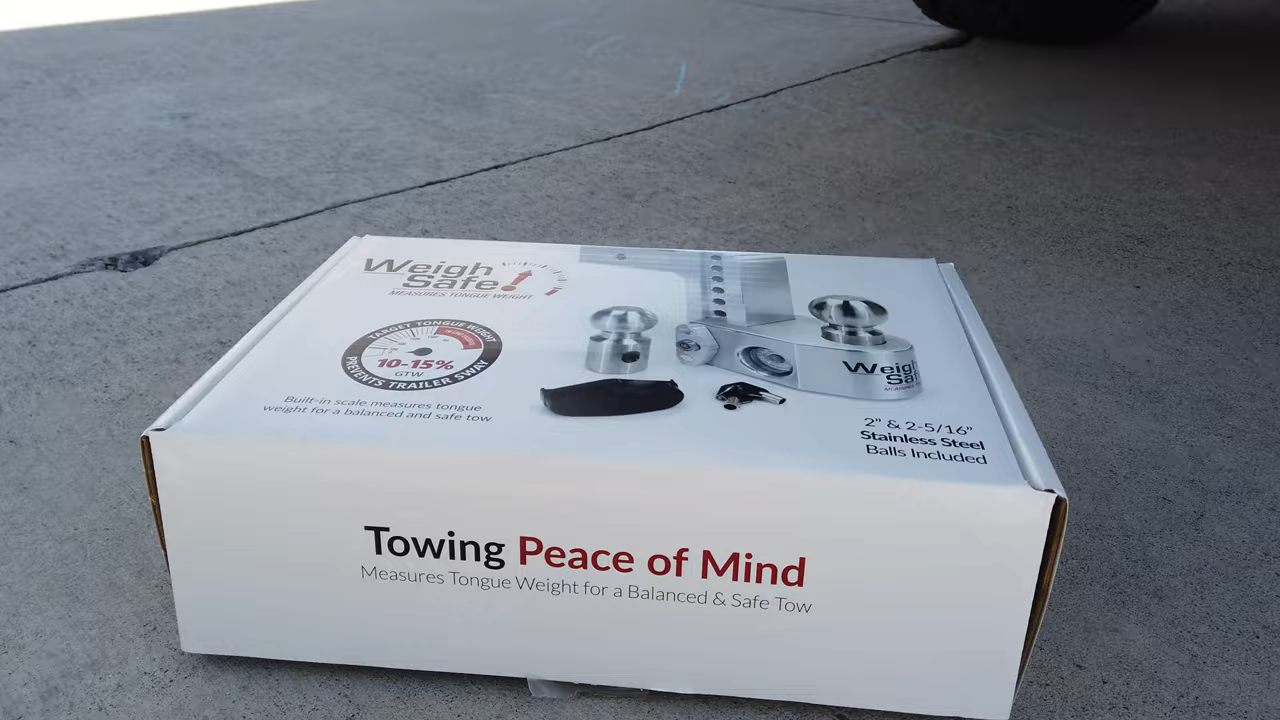 Weigh
Safe!
MEASURES TONGUE WEIGHT
TARGET TONGUE WEIGHT
10-15%
GTW
PREVENTS TRAILER SWAY
Built-in scale measures tongue
weight for a balanced and safe tow
Weigh
Safe
2" & 2-5/16"
Stainless Steel
Balls Included
Towing Peace of Mind
Measures Tongue Weight for a Balanced & Safe Tow